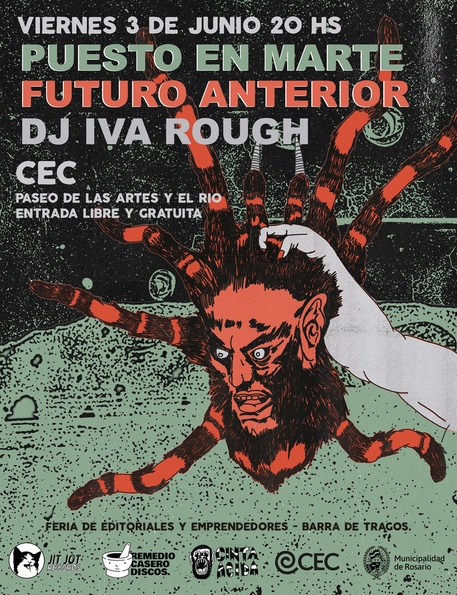 VIERNES 3 DE JUNIO 20 HS
PUESTO EN MARTE
FUTURO ANTERIOR
DJ IVA ROUGH
CEC
PASEO DE LAS ARTES Y EL RIO
ENTRADA LIBRE Y GRATUITA
FERIA DE EDITORIALES Y EMPRENDEDORES - BARRA DE TRAGOS.
JIT JOT
RECORDS
REMEDIO
CASERO
DISCOS.
CINTA
ACIDA
CEC
Municipalidad
de Rosario